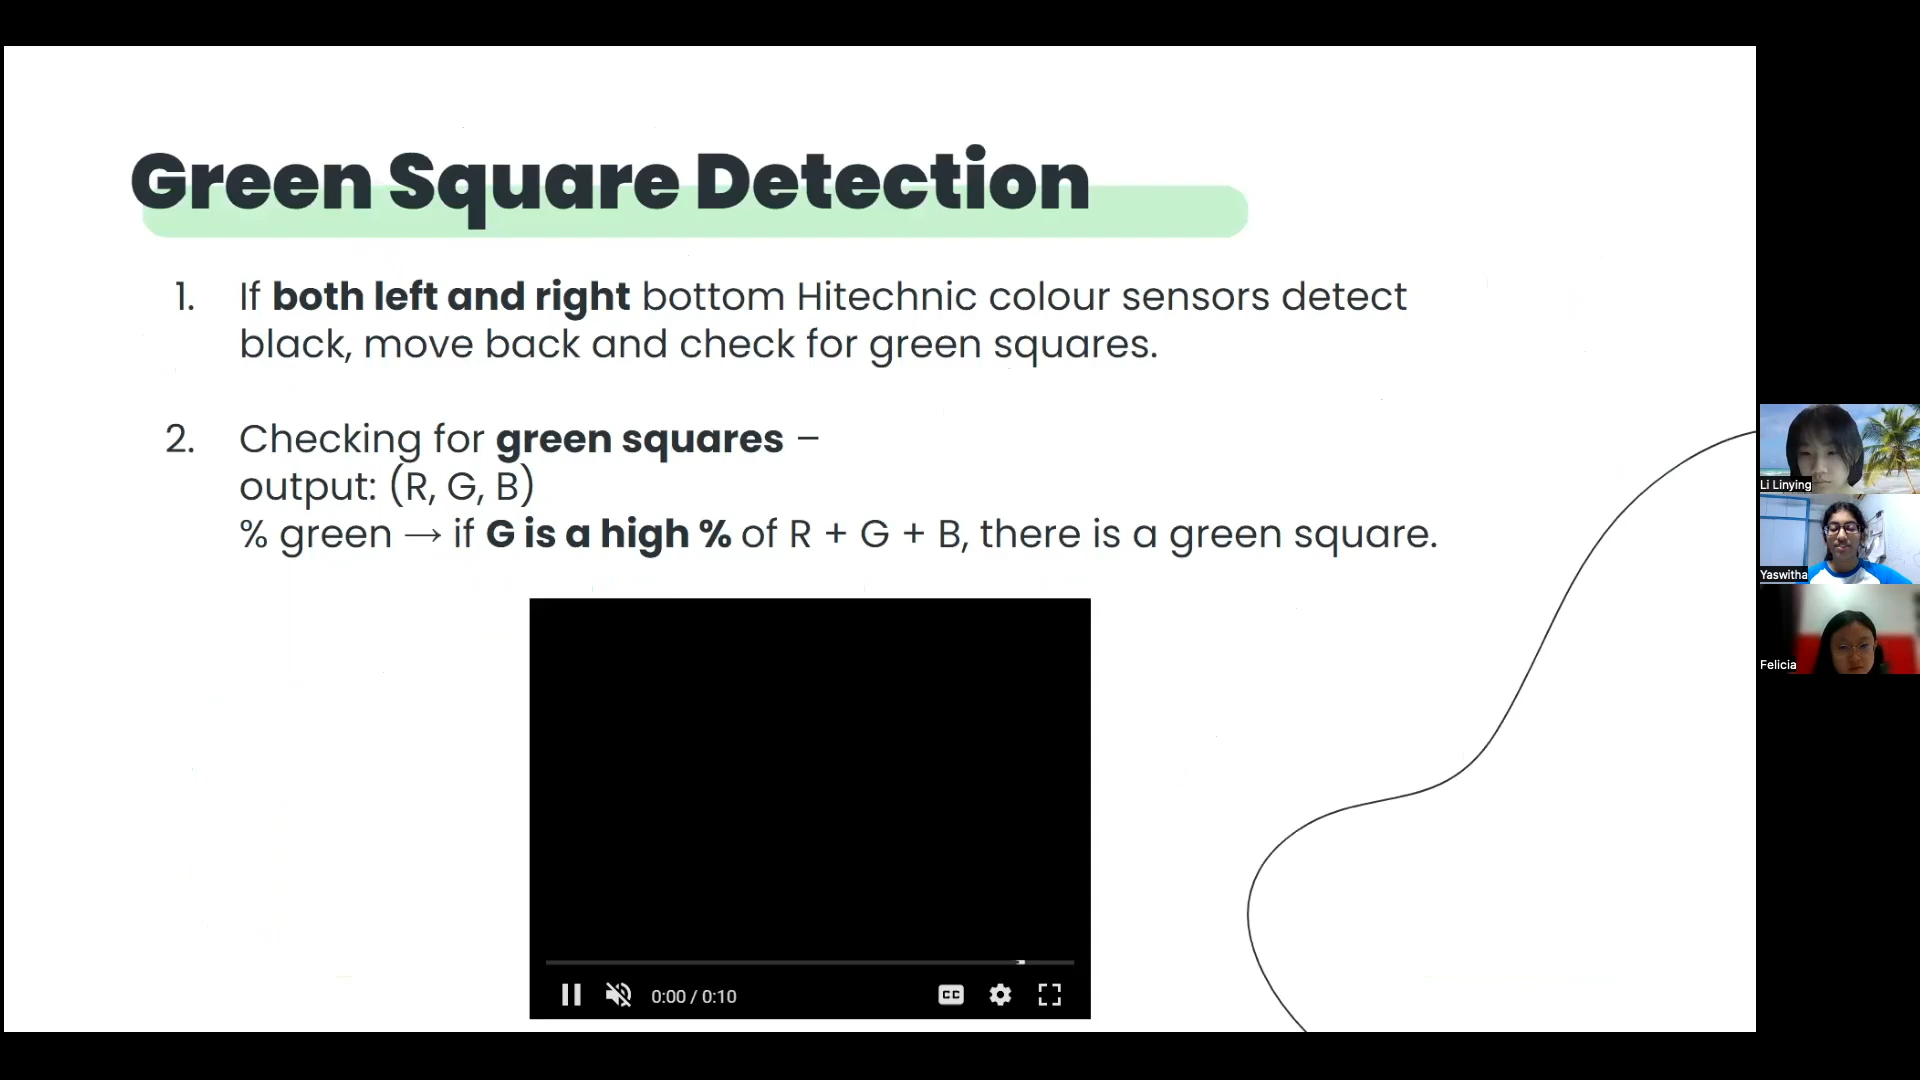 Green Square Detection
1. If both left and right bottom Hitechnic colour sensors detect
black, move back and check for green squares.
2. Checking for green squares –
output: (R, G, B)
% green → if G is a high % of R + G + B, there is a green square.
0:00 / 0:10
CC
Li Linying
Yaswitha
Felicia